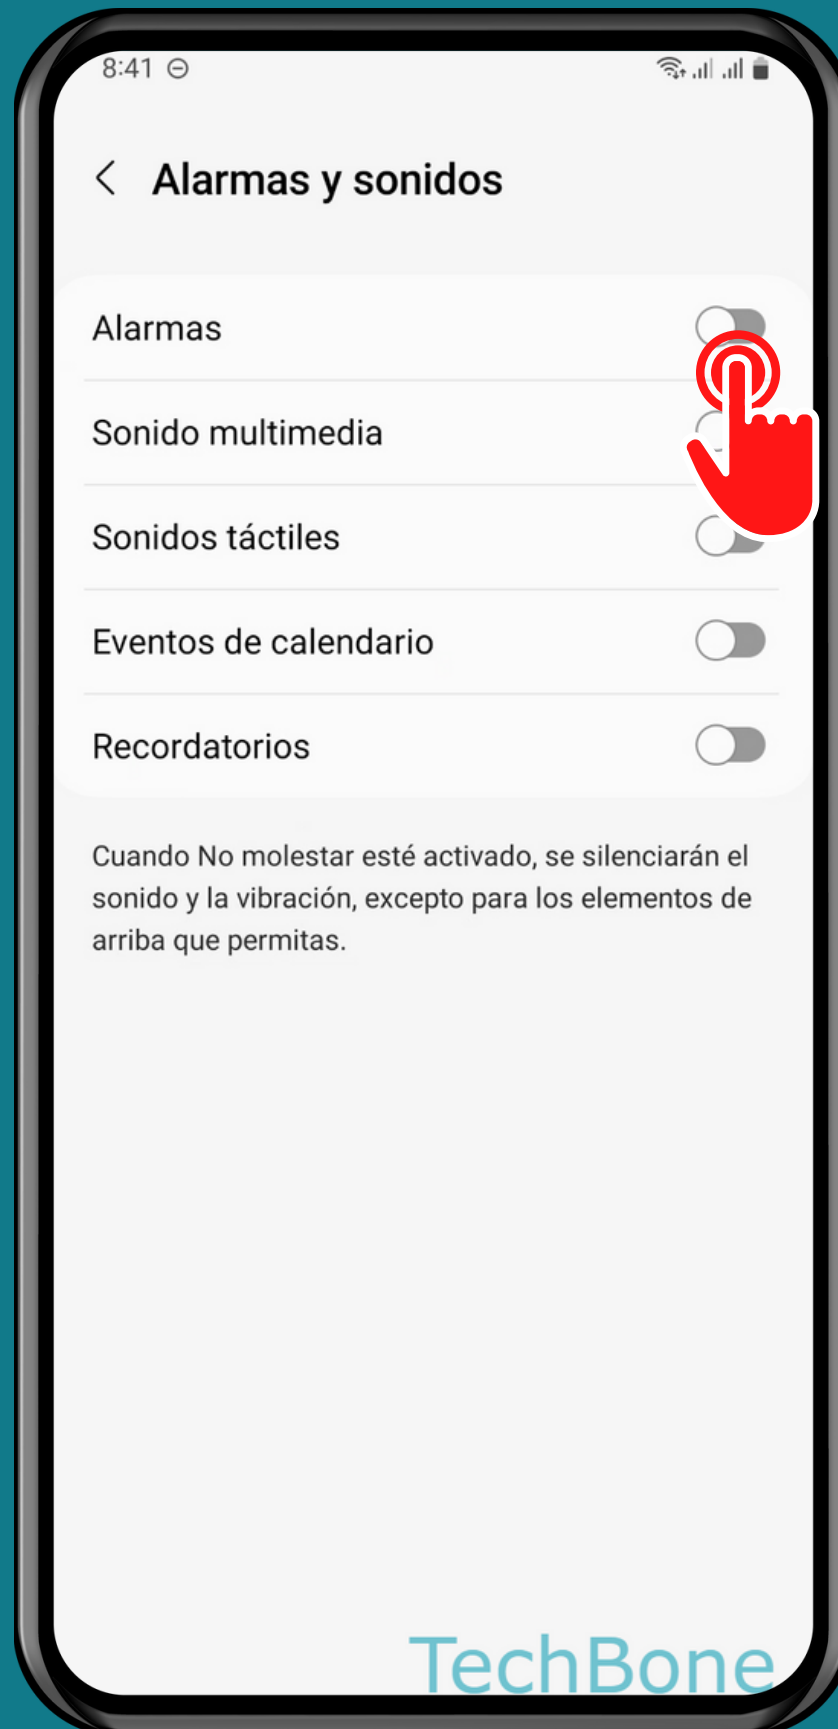 8:41
Alarmas y sonidos
Alarmas
Sonido multimedia
Sonidos táctiles
Eventos de calendario
Recordatorios
Cuando No molestar esté activado, se silenciarán el
sonido y la vibración, excepto para los elementos de
arriba que permitas.
TechBone